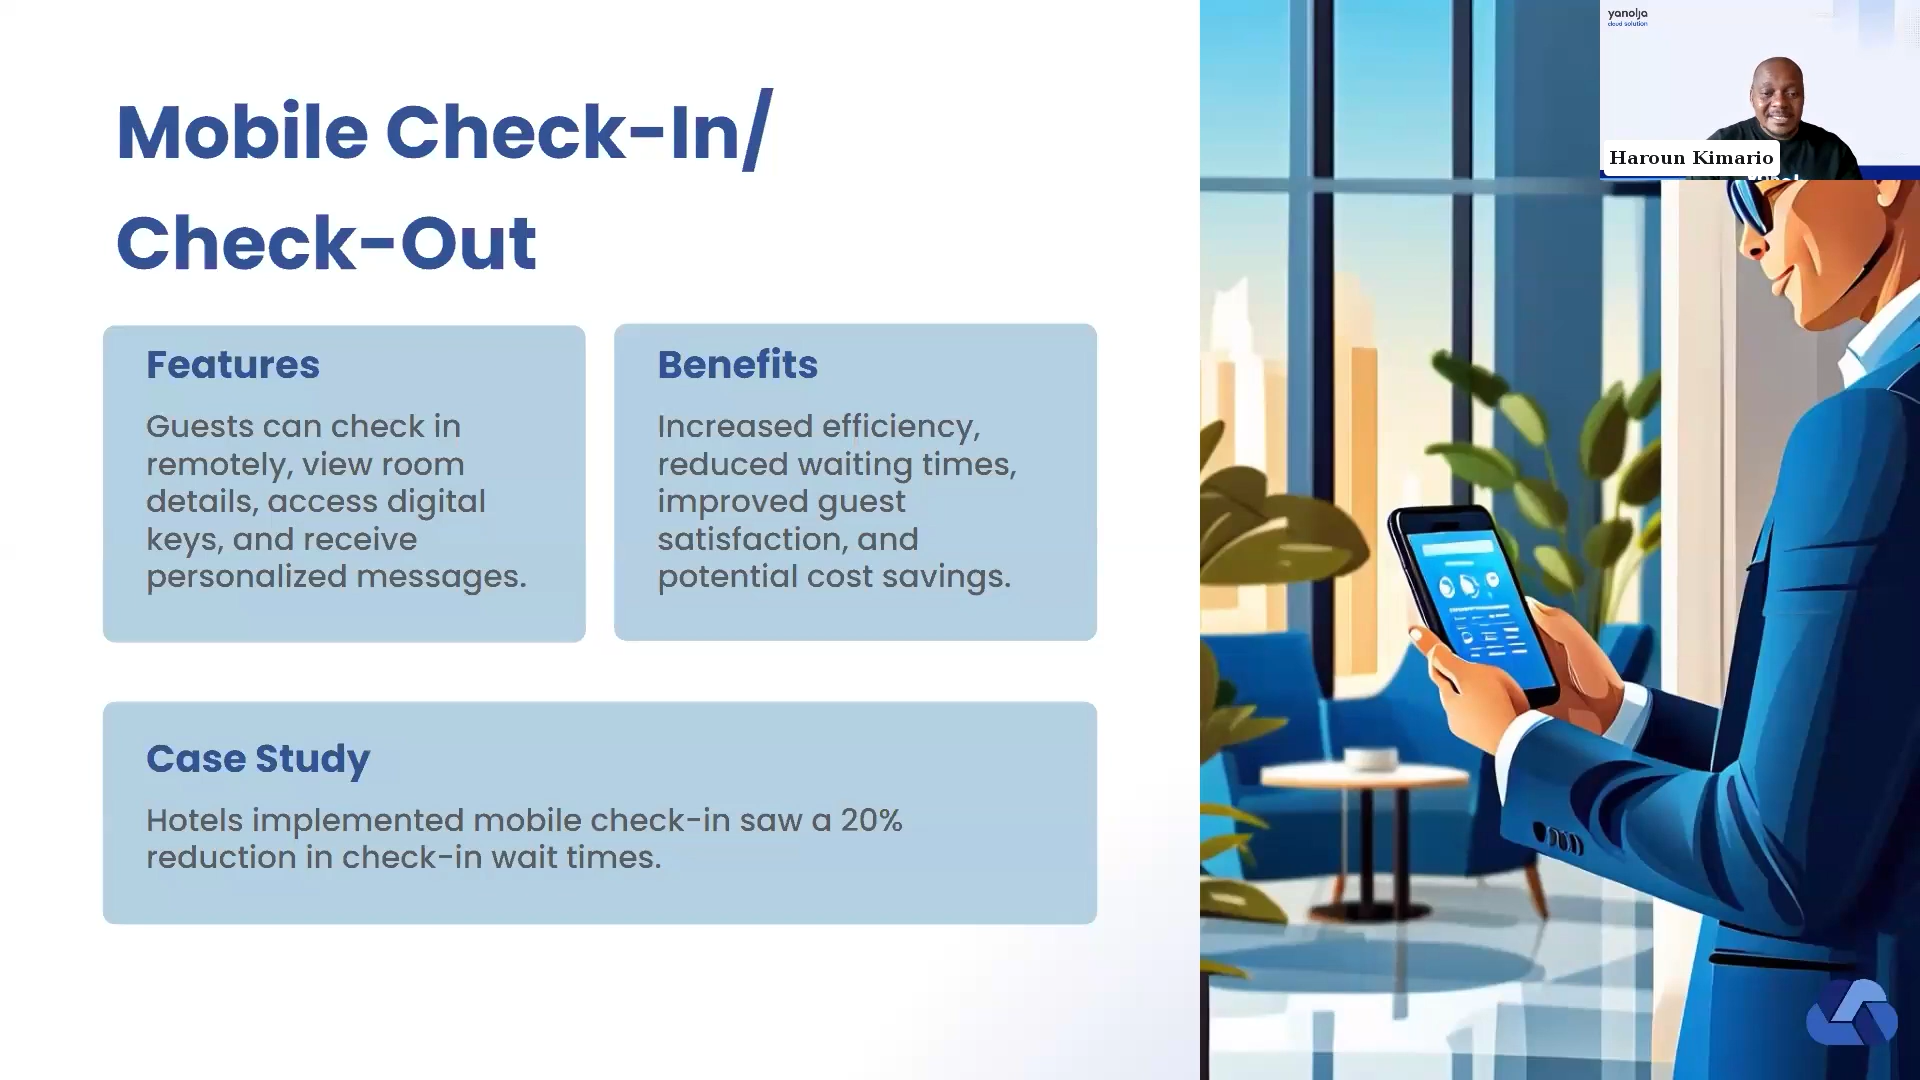 Mobile Check-In/
Check-Out
Features
Guests can check in
remotely, view room
details, access digital
keys, and receive
personalized messages.
Benefits
Increased efficiency,
reduced waiting times,
improved guest
satisfaction, and
potential cost savings.
Case Study
Hotels implemented mobile check-in saw a 20%
reduction in check-in wait times.
yanolja
cloud solution
Haroun Kimario